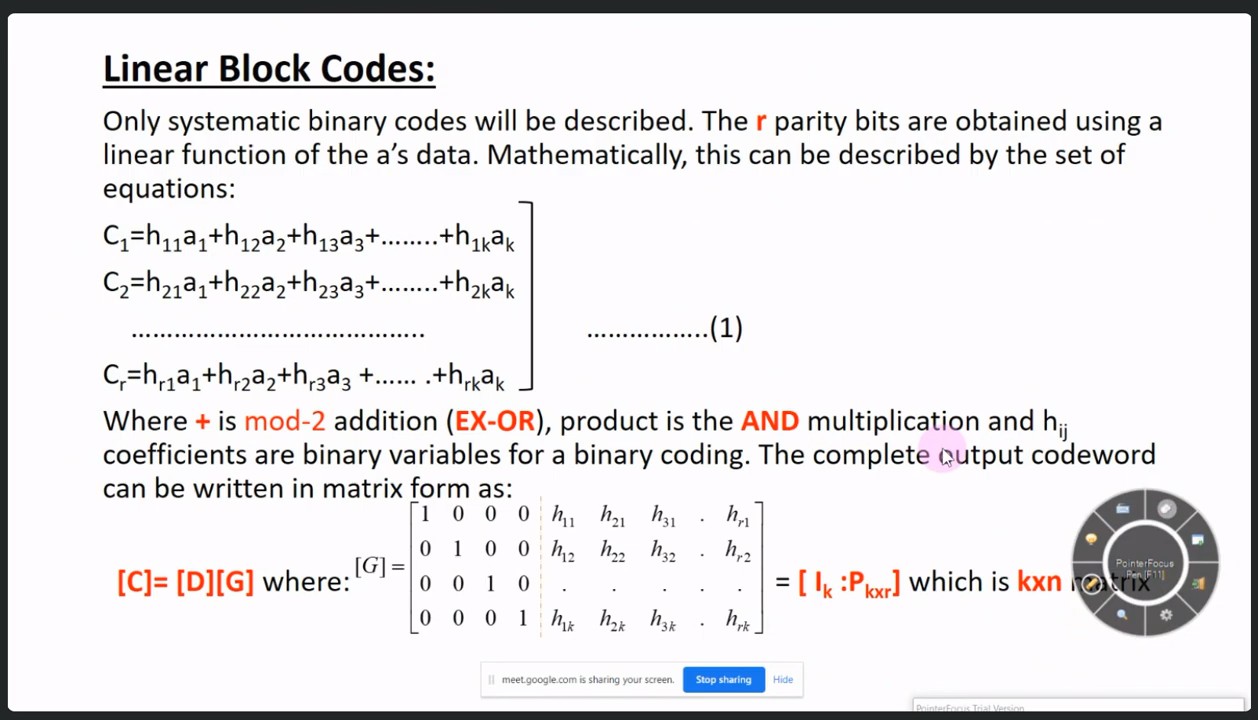 Linear Block Codes:
Only systematic binary codes will be described. The r parity bits are obtained using a
linear function of the a's data. Mathematically, this can be described by the set of
equations:
C₁=h₁₁a₁+h₁₂a₂+h₁₃a₃+........+h₁ₖaₖ
C₂=h₂₁a₁+h₂₂a₂+h₂₃a₃+........+h₂ₖaₖ
.........................................
.................(1)
Cᵣ=hᵣ₁a₁+hᵣ₂a₂+hᵣ₃a₃ +...... .+hᵣₖaₖ
Where + is mod-2 addition (EX-OR), product is the AND multiplication and hᵢⱼ
coefficients are binary variables for a binary coding. The complete output codeword
can be written in matrix form as:
1 0 0 0 h₁₁ h₂₁ h₃₁ . hᵣ₁
0 1 0 0 h₁₂ h₂₂ h₃₂ . hᵣ₂
[C]= [D][G] where: [G] = 0 0 1 0 . . . . . = [ Iₖ :Pₖₓᵣ] which is kxn matrix
0 0 0 1 h₁ₖ h₂ₖ h₃ₖ . hᵣₖ
PointerFocus
Pen [F11]
meet.google.com is sharing your screen. Stop sharing Hide
PointerFocus Trial Version